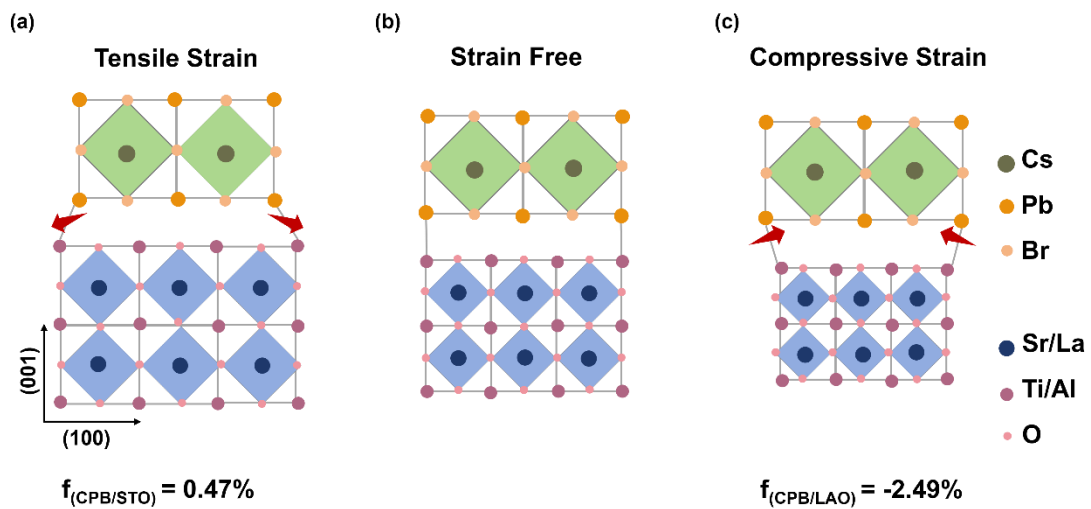 (a)
(b)
(c)
Tensile Strain
Strain Free
Compressive Strain
Cs
Pb
Br
Sr/La
Ti/Al
O
(001)
(100)
f(CPB/STO) = 0.47%
f(CPB/LAO) = -2.49%